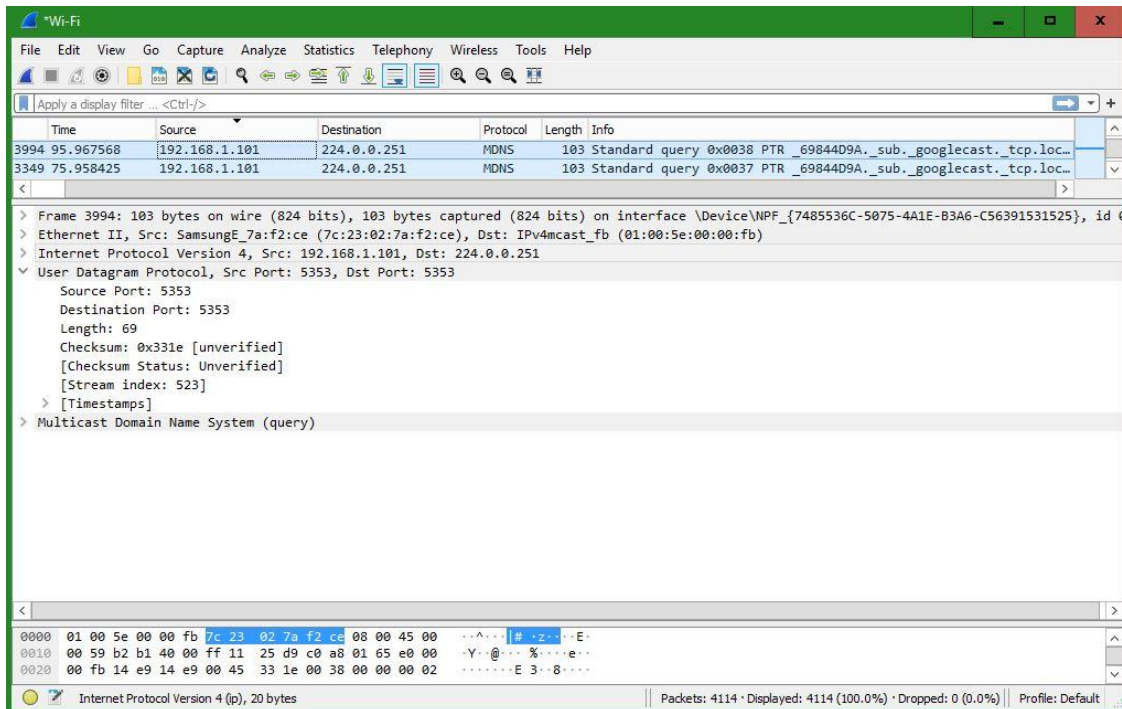 *Wi-Fi
File Edit View Go Capture Analyze Statistics Telephony Wireless Tools Help
Apply a display filter ... <Ctrl-/>
Time Source Destination Protocol Length Info
3994 95.967568 192.168.1.101 224.0.0.251 MDNS 103 Standard query 0x0038 PTR _69844D9A._sub._googlecast._tcp.loc…
3349 75.958425 192.168.1.101 224.0.0.251 MDNS 103 Standard query 0x0037 PTR _69844D9A._sub._googlecast._tcp.loc…
Frame 3994: 103 bytes on wire (824 bits), 103 bytes captured (824 bits) on interface \Device\NPF_{7485536C-5075-4A1E-B3A6-C56391531525}, id
Ethernet II, Src: SamsungE_7a:f2:ce (7c:23:02:7a:f2:ce), Dst: IPv4mcast_fb (01:00:5e:00:00:fb)
Internet Protocol Version 4, Src: 192.168.1.101, Dst: 224.0.0.251
User Datagram Protocol, Src Port: 5353, Dst Port: 5353
Source Port: 5353
Destination Port: 5353
Length: 69
Checksum: 0x331e [unverified]
[Checksum Status: Unverified]
[Stream index: 523]
[Timestamps]
Multicast Domain Name System (query)
0000 01 00 5e 00 00 fb 7c 23 02 7a f2 ce 08 00 45 00 ··^···|# ·z····E·
0010 00 59 b2 b1 40 00 ff 11 25 d9 c0 a8 01 65 e0 00 ·Y··@··· %····e··
0020 00 fb 14 e9 14 e9 00 45 33 1e 00 38 00 00 00 02 ·······E 3··8····
Internet Protocol Version 4 (ip), 20 bytes Packets: 4114 · Displayed: 4114 (100.0%) · Dropped: 0 (0.0%) Profile: Default